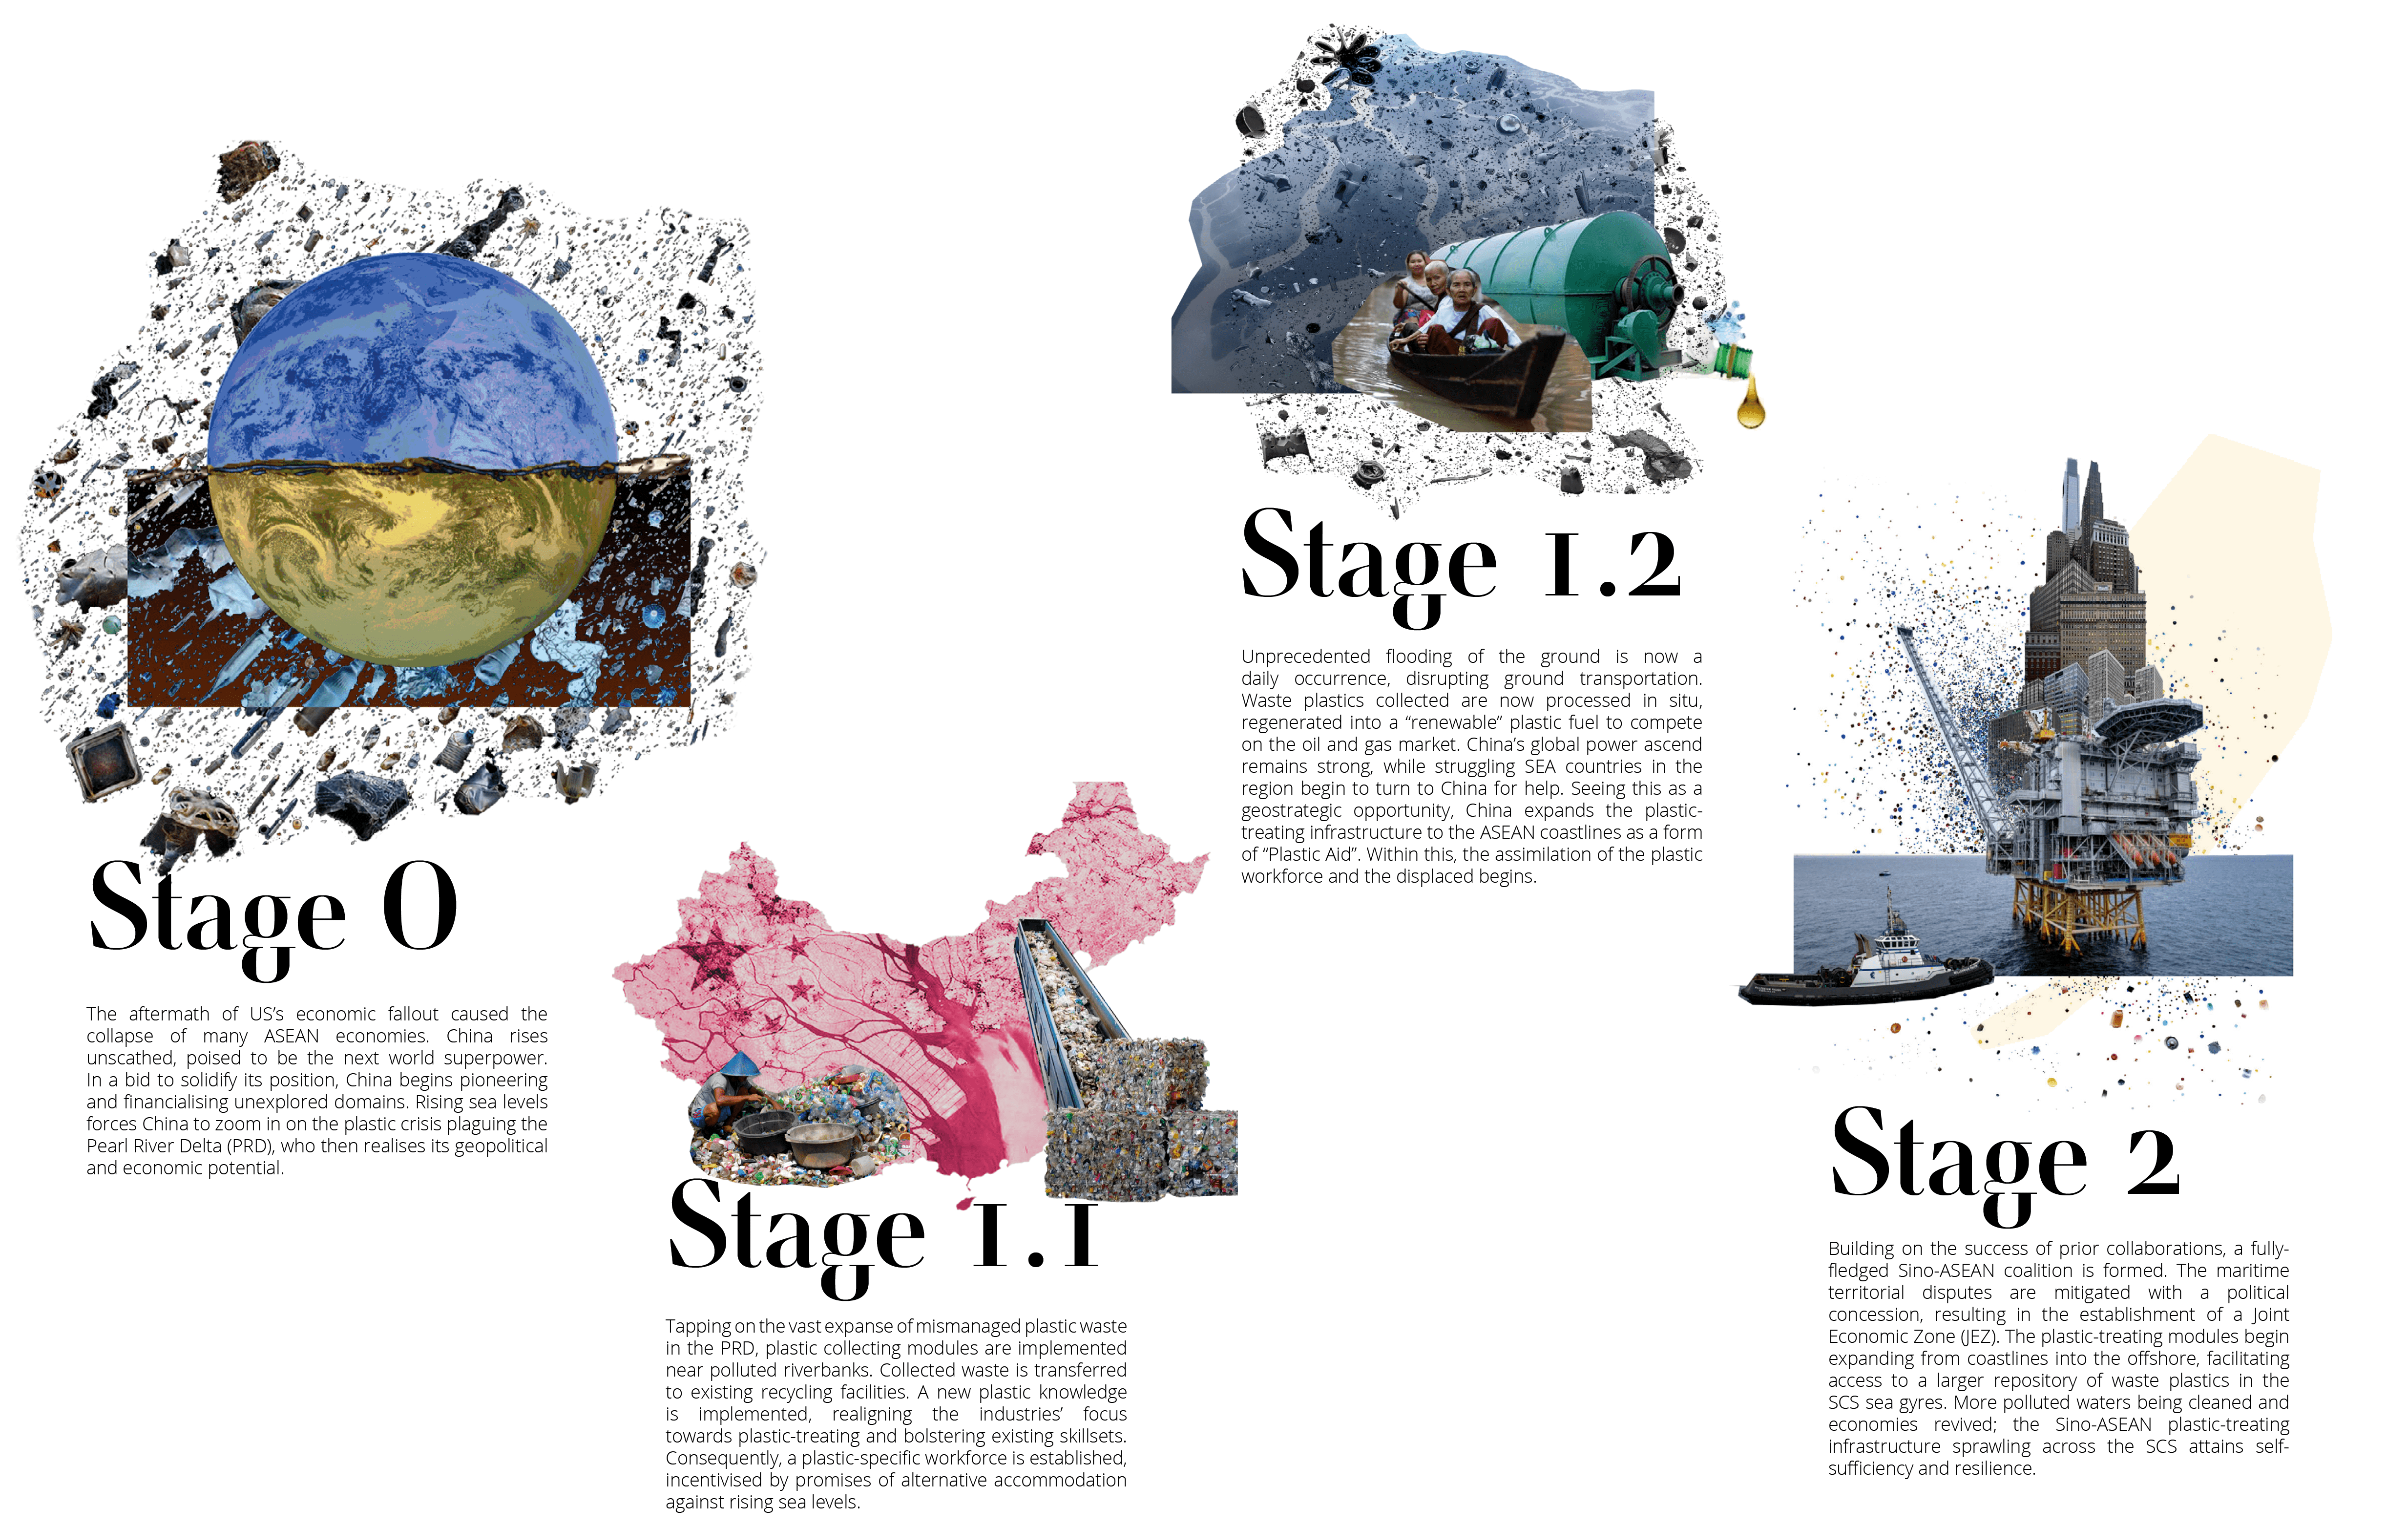 Stage 0
The aftermath of US’s economic fallout caused the
collapse of many ASEAN economies. China rises
unscathed, poised to be the next world superpower.
In a bid to solidify its position, China begins pioneering
and financialising unexplored domains. Rising sea levels
forces China to zoom in on the plastic crisis plaguing the
Pearl River Delta (PRD), who then realises its geopolitical
and economic potential.
Stage 1.1
Tapping on the vast expanse of mismanaged plastic waste
in the PRD, plastic collecting modules are implemented
near polluted riverbanks. Collected waste is transferred
to existing recycling facilities. A new plastic knowledge
is implemented, realigning the industries’ focus
towards plastic-treating and bolstering existing skillsets.
Consequently, a plastic-specific workforce is established,
incentivised by promises of alternative accommodation
against rising sea levels.
Stage 1.2
Unprecedented flooding of the ground is now a
daily occurrence, disrupting ground transportation.
Waste plastics collected are now processed in situ,
regenerated into a “renewable” plastic fuel to compete
on the oil and gas market. China’s global power ascend
remains strong, while struggling SEA countries in the
region begin to turn to China for help. Seeing this as a
geostrategic opportunity, China expands the plastic-
treating infrastructure to the ASEAN coastlines as a form
of “Plastic Aid”. Within this, the assimilation of the plastic
workforce and the displaced begins.
Stage 2
Building on the success of prior collaborations, a fully-
fledged Sino-ASEAN coalition is formed. The maritime
territorial disputes are mitigated with a political
concession, resulting in the establishment of a Joint
Economic Zone (JEZ). The plastic-treating modules begin
expanding from coastlines into the offshore, facilitating
access to a larger repository of waste plastics in the
SCS sea gyres. More polluted waters being cleaned and
economies revived; the Sino-ASEAN plastic-treating
infrastructure sprawling across the SCS attains self-
sufficiency and resilience.